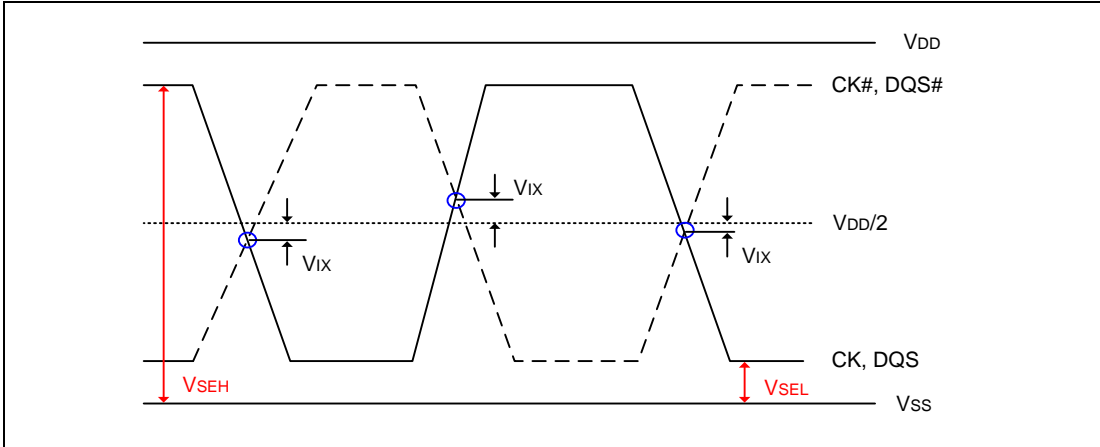 VDD
CK#, DQS#
VIX
VDD/2
VIX
VIX
CK, DQS
VSEH
VSEL
VSS